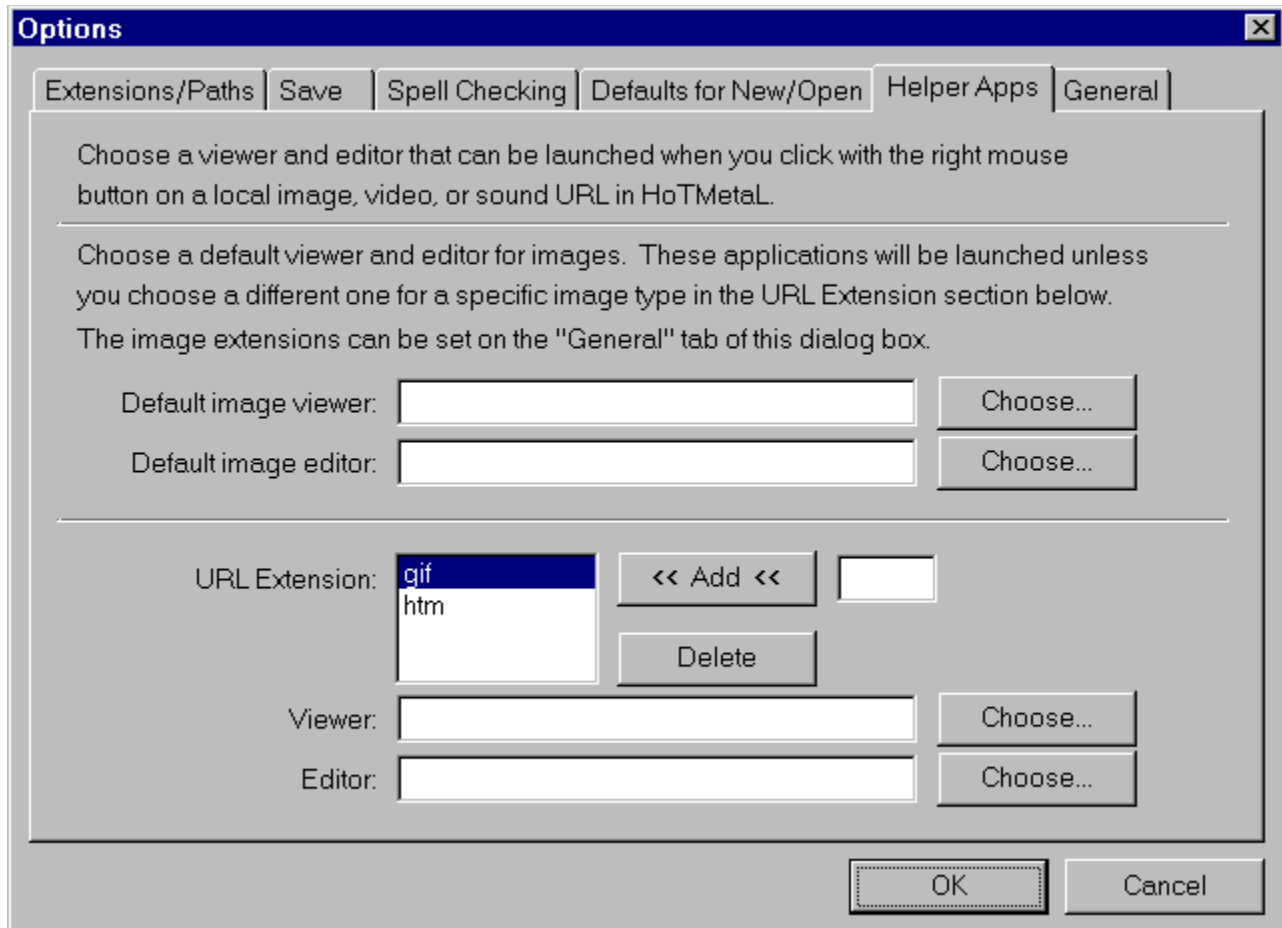 Options
Extensions/Paths Save Spell Checking Defaults for New/Open Helper Apps General
Choose a viewer and editor that can be launched when you click with the right mouse
button on a local image, video, or sound URL in HoTMetaL.
Choose a default viewer and editor for images.  These applications will be launched unless
you choose a different one for a specific image type in the URL Extension section below.
The image extensions can be set on the "General" tab of this dialog box.
Default image viewer: Choose...
Default image editor: Choose...
URL Extension: gif << Add <<
htm
Delete
Viewer: Choose...
Editor: Choose...
OK Cancel